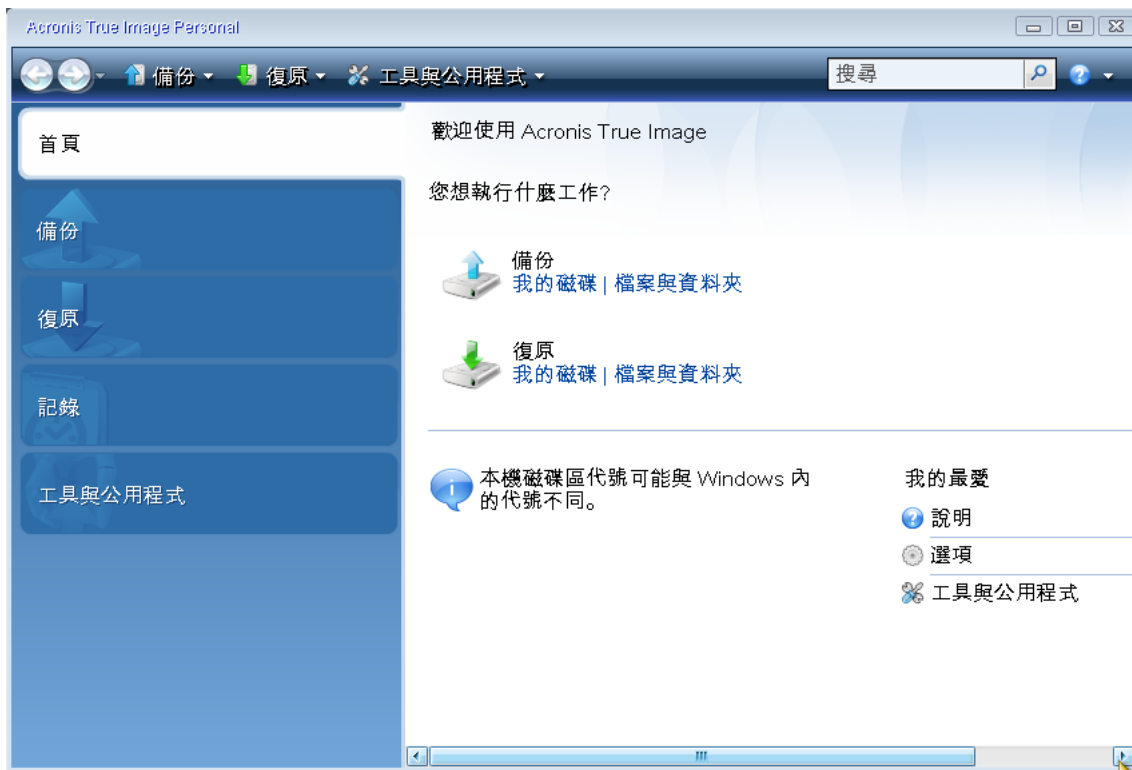 Acronis True Image Personal
備份 復原 工具與公用程式 搜尋
首頁
備份
復原
記錄
工具與公用程式
歡迎使用 Acronis True Image
您想執行什麼工作?
備份
我的磁碟 | 檔案與資料夾
復原
我的磁碟 | 檔案與資料夾
本機磁碟區代號可能與 Windows 內
的代號不同。
我的最愛
說明
選項
工具與公用程式